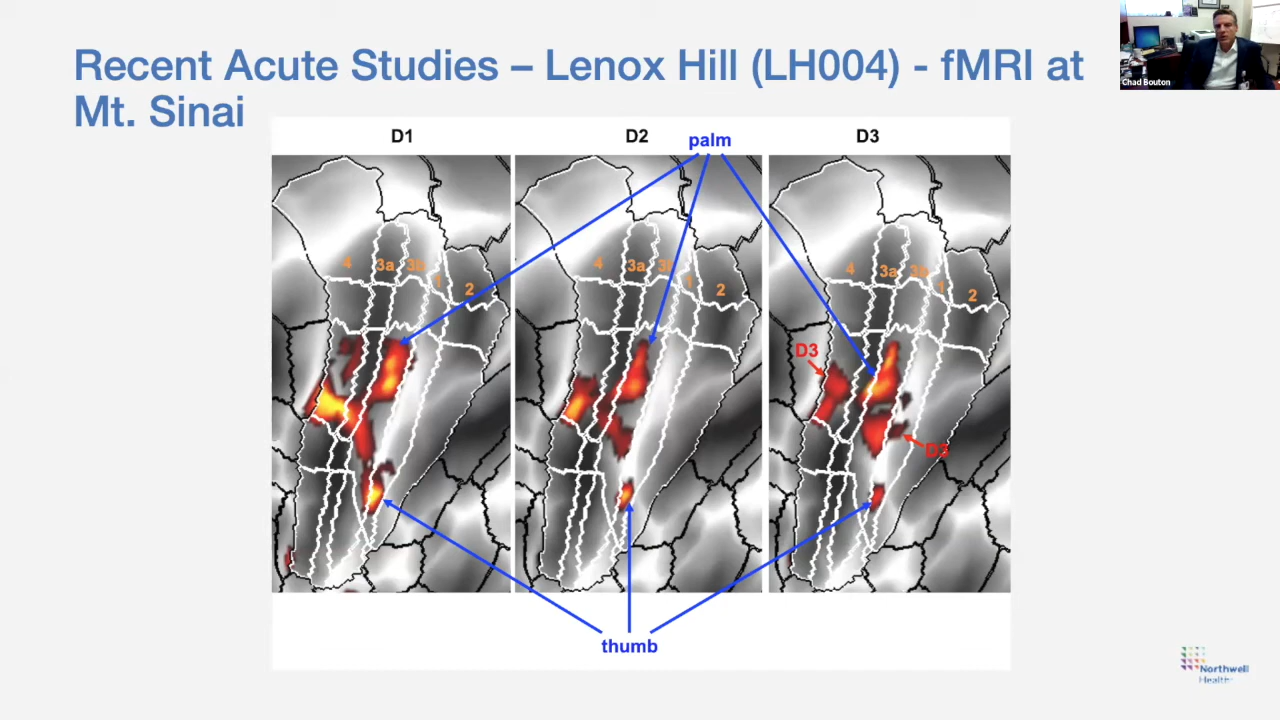 Recent Acute Studies – Lenox Hill (LH004) - fMRI at
Mt. Sinai
Chad Bouton
D1
D2
palm
D3
4
3a
3b
1
2
4
3a
1
2
4
3a
3b
1
2
D3
D3
thumb
Northwell
Health